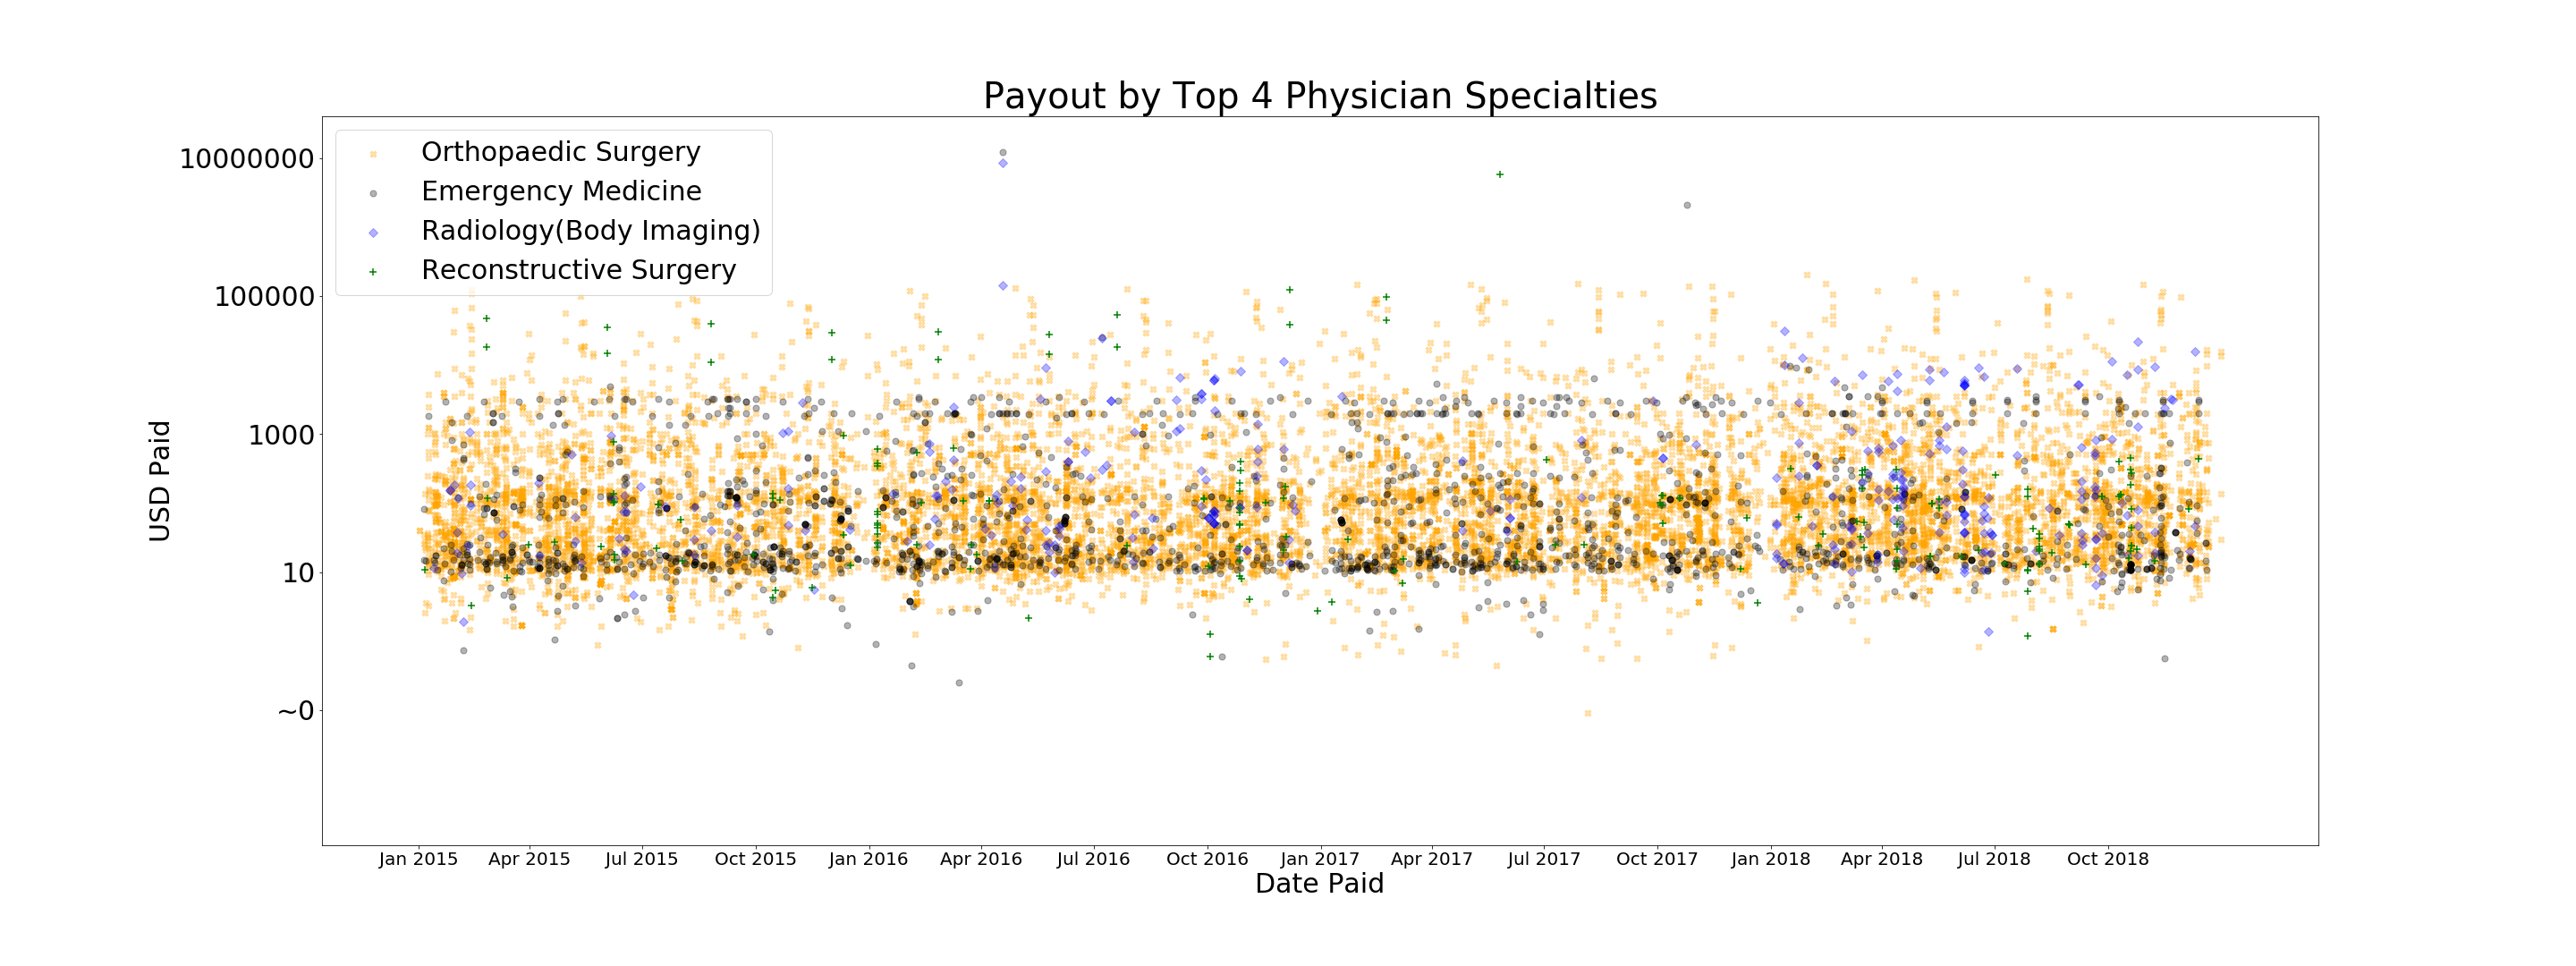 Payout by Top 4 Physician Specialties
Orthopaedic Surgery
Emergency Medicine
Radiology(Body Imaging)
Reconstructive Surgery
10000000
100000
1000
10
~0
USD Paid
Jan 2015 Apr 2015 Jul 2015 Oct 2015 Jan 2016 Apr 2016 Jul 2016 Oct 2016 Jan 2017 Apr 2017 Jul 2017 Oct 2017 Jan 2018 Apr 2018 Jul 2018 Oct 2018
Date Paid